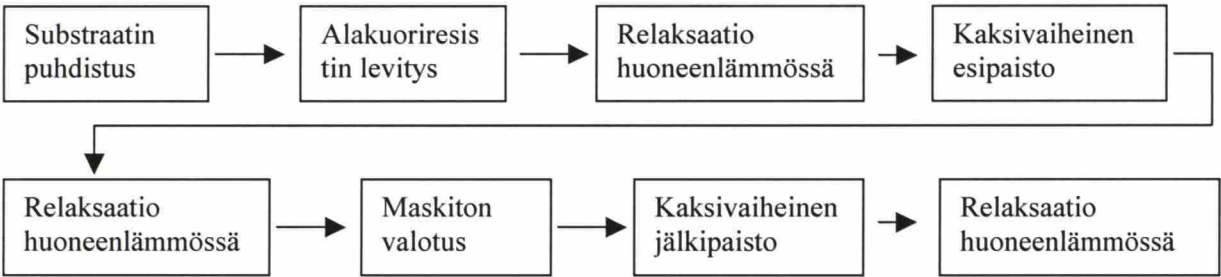 Substraatin
puhdistus
Alakuoriresis
tin levitys
Relaksaatio
huoneenlämmössä
Kaksivaiheinen
esipaisto
Relaksaatio
huoneenlämmössä
Maskiton
valotus
Kaksivaiheinen
jälkipaisto
Relaksaatio
huoneenlämmössä